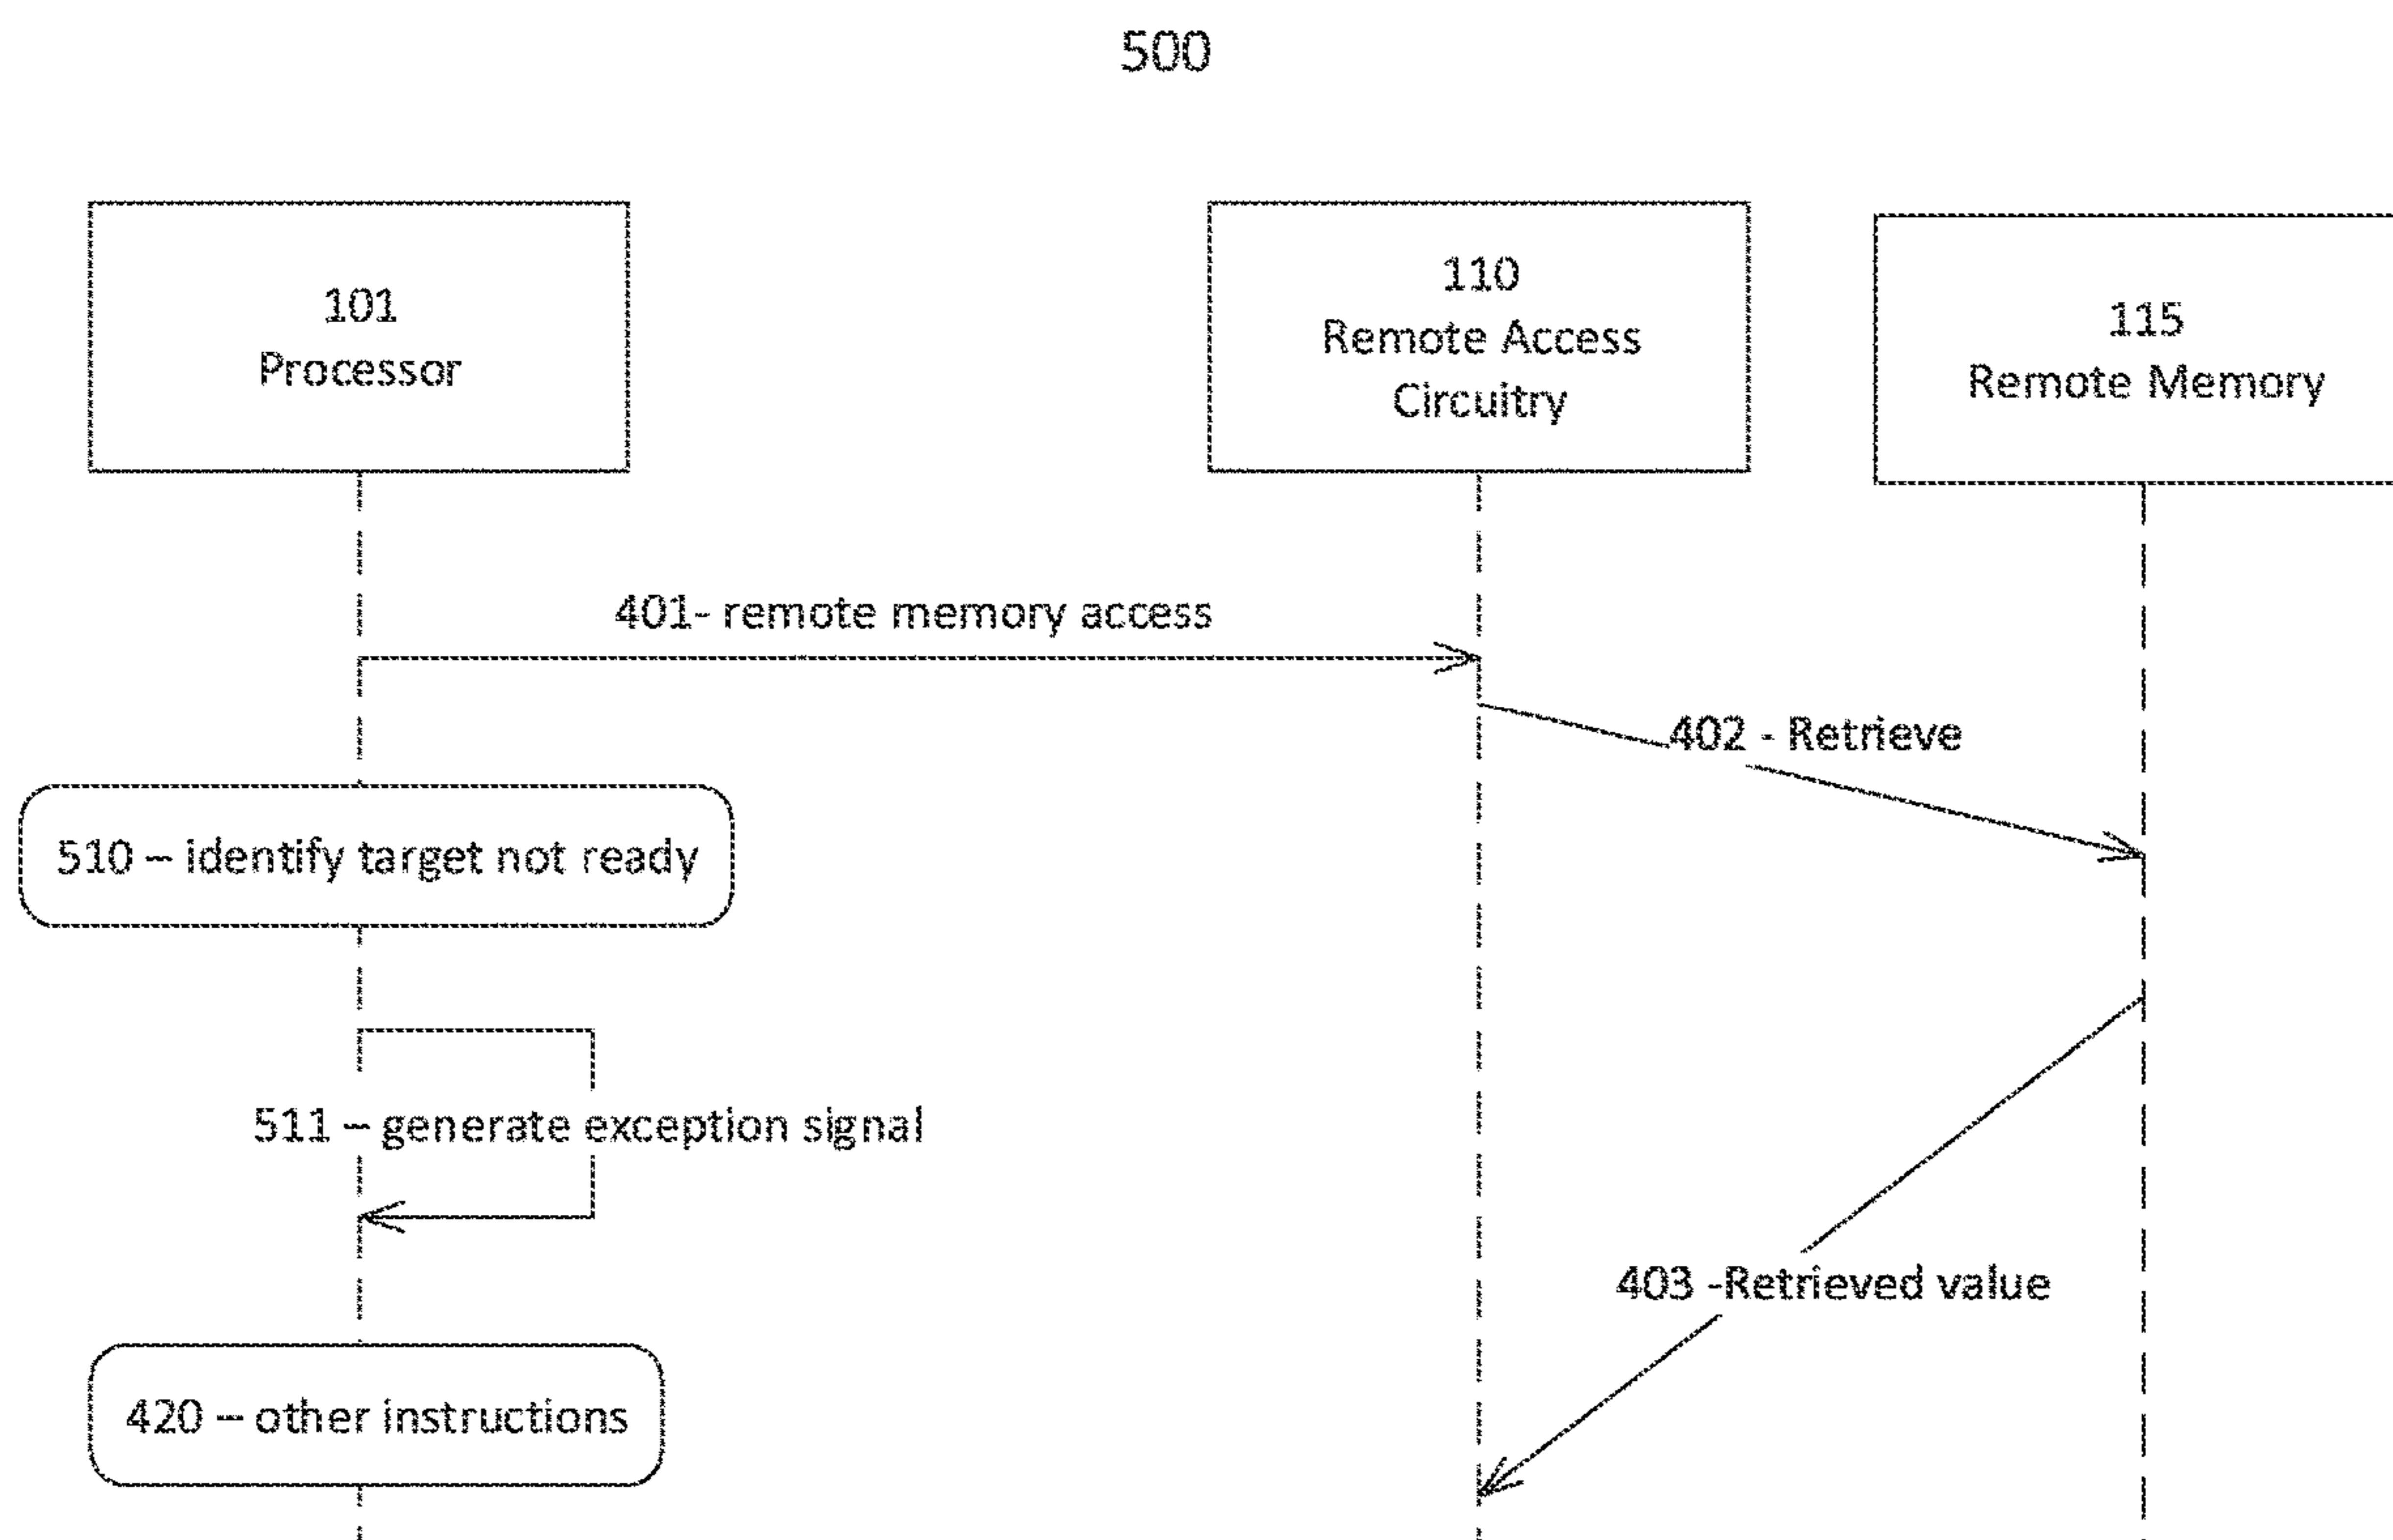 500
101
Processor
110
Remote Access
Circuitry
115
Remote Memory
401- remote memory access
402 - Retrieve
510 – identify target not ready
511 – generate exception signal
403 -Retrieved value
420 – other instructions